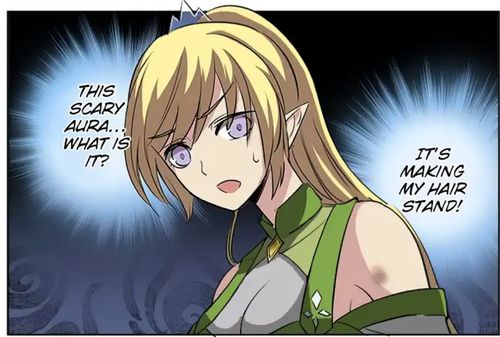 THIS
SCARY
AURA...
WHAT IS
IT?
IT'S
MAKING
MY HAIR
STAND!